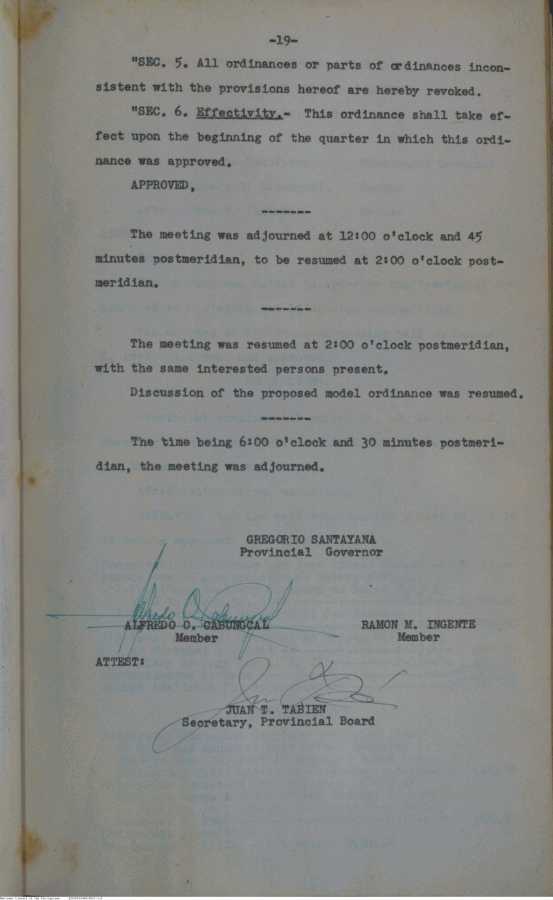 -19-
"SEC. 5. All ordinances or parts of ordinances incon-
sistent with the provisions hereof are hereby revoked.
"SEC. 6. Effectivity.- This ordinance shall take ef-
fect upon the beginning of the quarter in which this ordi-
nance was approved.
APPROVED,
-------
The meeting was adjourned at 12:00 o'clock and 45
minutes postmeridian, to be resumed at 2:00 o'clock post-
meridian.
-------
The meeting was resumed at 2:00 o'clock postmeridian,
with the same interested persons present.
Discussion of the proposed model ordinance was resumed.
-------
The time being 6:00 o'clock and 30 minutes postmeri-
dian, the meeting was adjourned.
GREGORIO SANTAYANA
Provincial Governor
ALFREDO O. CABUNGCAL RAMON M. INGENTE
Member Member
ATTEST:
JUAN T. TABIEN
Secretary, Provincial Board